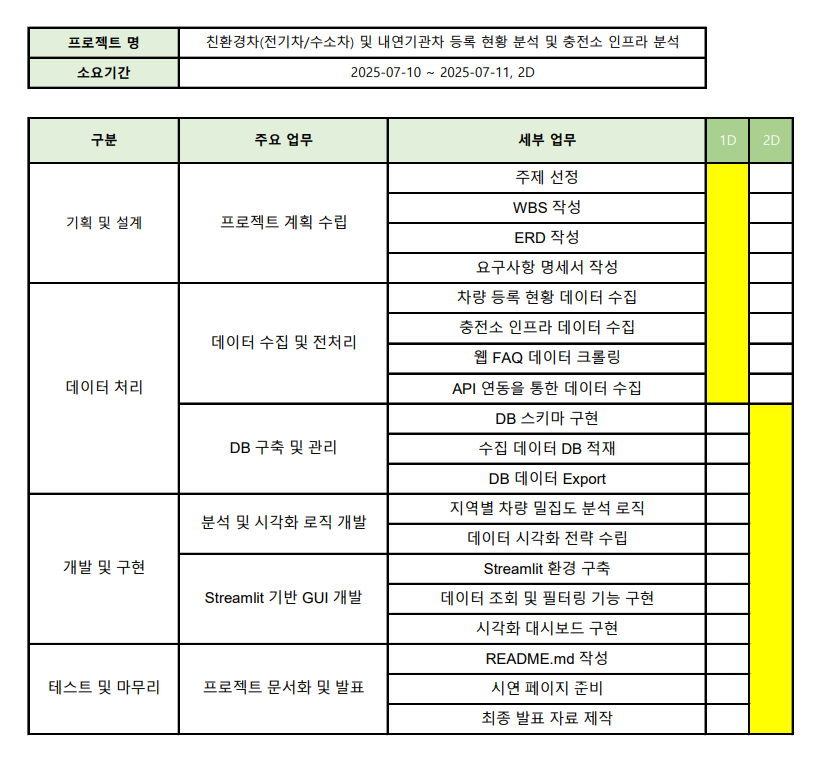 프로젝트 명 친환경차(전기차/수소차) 및 내연기관차 등록 현황 분석 및 충전소 인프라 분석
소요기간 2025-07-10 ~ 2025-07-11, 2D
구분 주요 업무 세부 업무 1D 2D
기획 및 설계 프로젝트 계획 수립 주제 선정
WBS 작성
ERD 작성
요구사항 명세서 작성
데이터 처리 데이터 수집 및 전처리 차량 등록 현황 데이터 수집
충전소 인프라 데이터 수집
웹 FAQ 데이터 크롤링
API 연동을 통한 데이터 수집
DB 구축 및 관리 DB 스키마 구현
수집 데이터 DB 적재
DB 데이터 Export
개발 및 구현 분석 및 시각화 로직 개발 지역별 차량 밀집도 분석 로직
데이터 시각화 전략 수립
Streamlit 기반 GUI 개발 Streamlit 환경 구축
데이터 조회 및 필터링 기능 구현
시각화 대시보드 구현
테스트 및 마무리 프로젝트 문서화 및 발표 README.md 작성
시연 페이지 준비
최종 발표 자료 제작